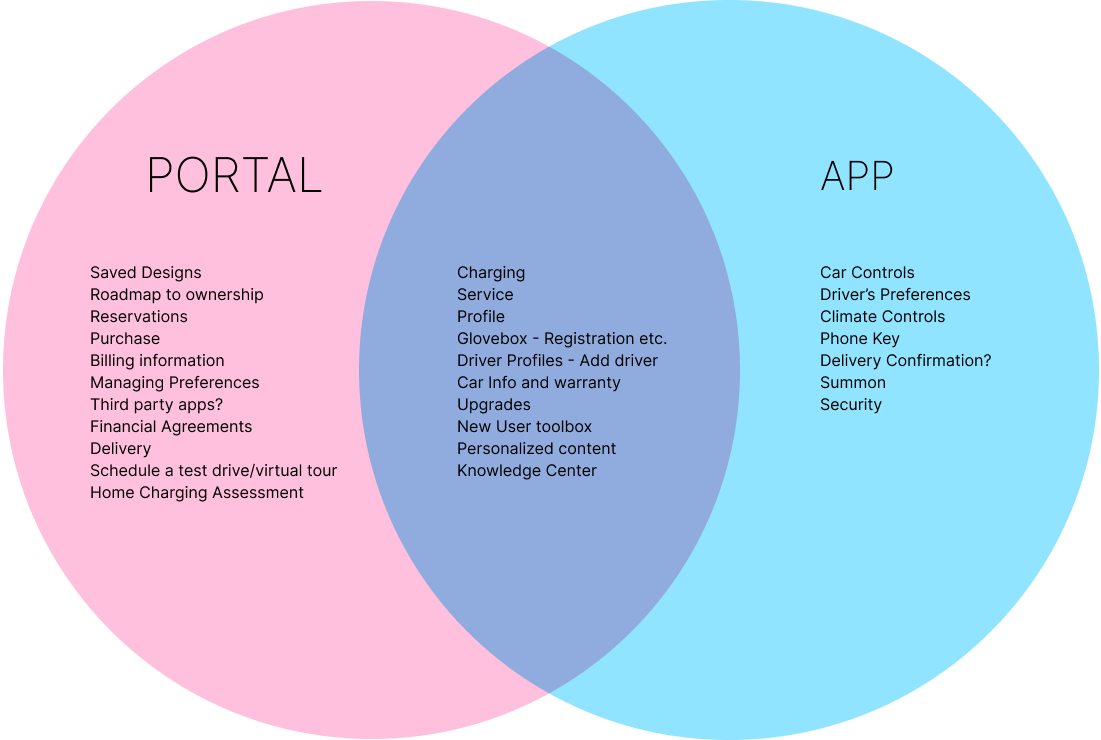 PORTAL
Saved Designs
Roadmap to ownership
Reservations
Purchase
Billing information
Managing Preferences
Third party apps?
Financial Agreements
Delivery
Schedule a test drive/virtual tour
Home Charging Assessment
Charging
Service
Profile
Glovebox - Registration etc.
Driver Profiles - Add driver
Car Info and warranty
Upgrades
New User toolbox
Personalized content
Knowledge Center
APP
Car Controls
Driver’s Preferences
Climate Controls
Phone Key
Delivery Confirmation?
Summon
Security